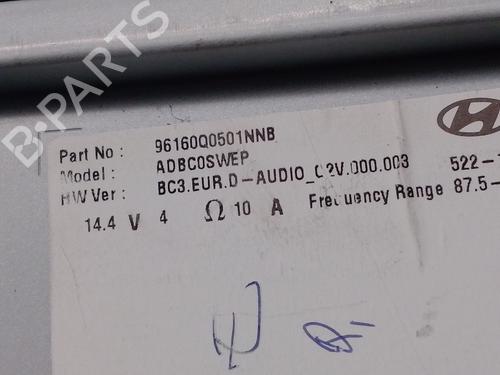 Part No : 96160Q0501NNB
Model : ADBC0SWEP
HW Ver : BC3.EUR.D-AUDIO_02V.000.003 522-
14.4 V 4 Ω 10 A Frequency Range 87.5-
B-PARTS